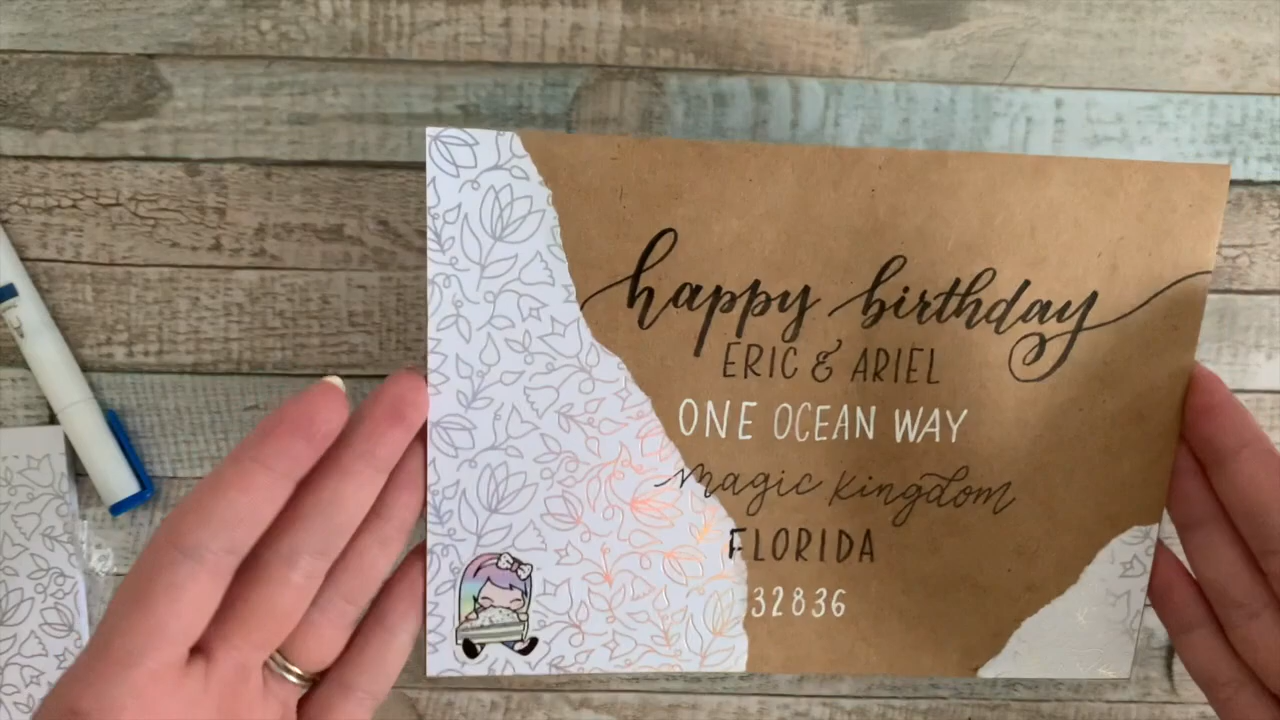 happy birthday
ERIC & ARIEL
ONE OCEAN WAY
magic kingdom
FLORIDA
32836